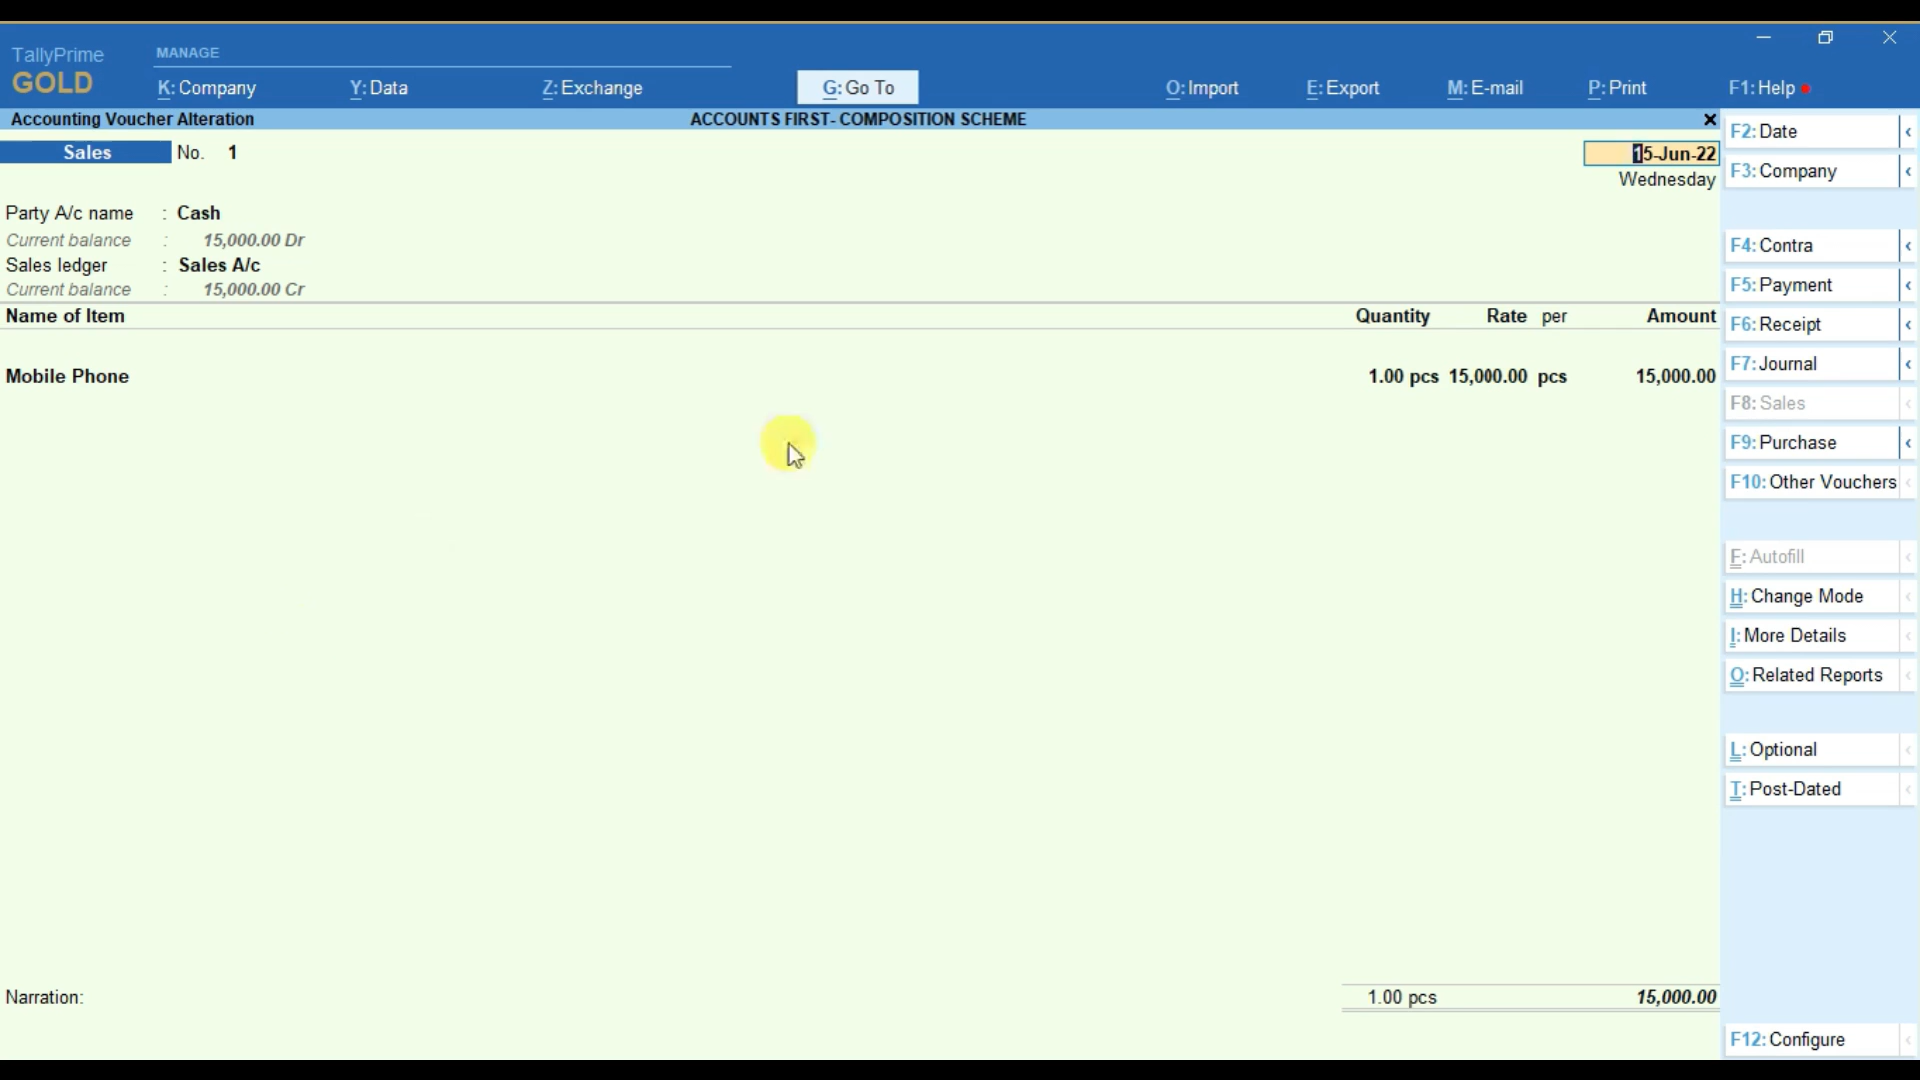 TallyPrime
GOLD
MANAGE
K: Company
Y: Data
Z: Exchange
G: Go To
O: Import
E: Export
M: E-mail
P: Print
F1: Help
Accounting Voucher Alteration
ACCOUNTS FIRST- COMPOSITION SCHEME
Sales No. 1
15-Jun-22
Wednesday
Party A/c name : Cash
Current balance : 15,000.00 Dr
Sales ledger : Sales A/c
Current balance : 15,000.00 Cr
Name of Item Quantity Rate per Amount
Mobile Phone 1.00 pcs 15,000.00 pcs 15,000.00
Narration: 1.00 pcs 15,000.00
F2: Date
F3: Company
F4: Contra
F5: Payment
F6: Receipt
F7: Journal
F8: Sales
F9: Purchase
F10: Other Vouchers
F: Autofill
H: Change Mode
I: More Details
O: Related Reports
L: Optional
T: Post-Dated
F12: Configure